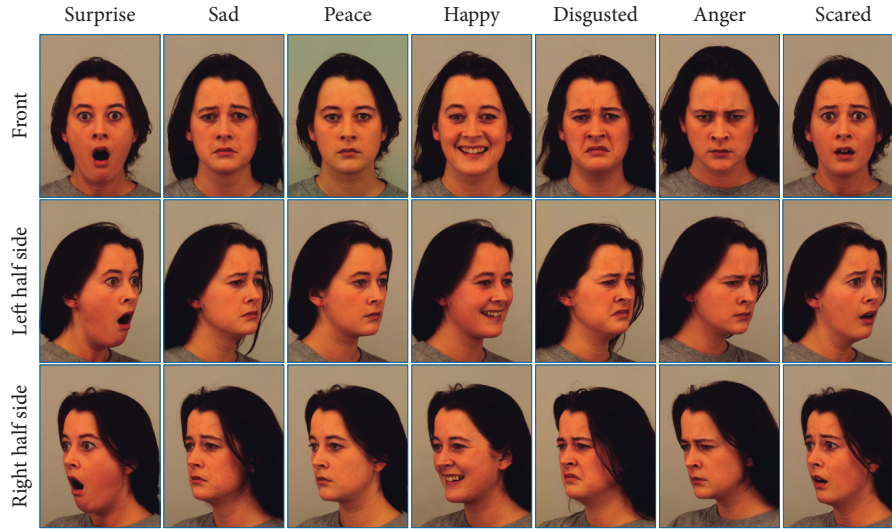 Surprise Sad Peace Happy Disgusted Anger Scared
Front
Left half side
Right half side